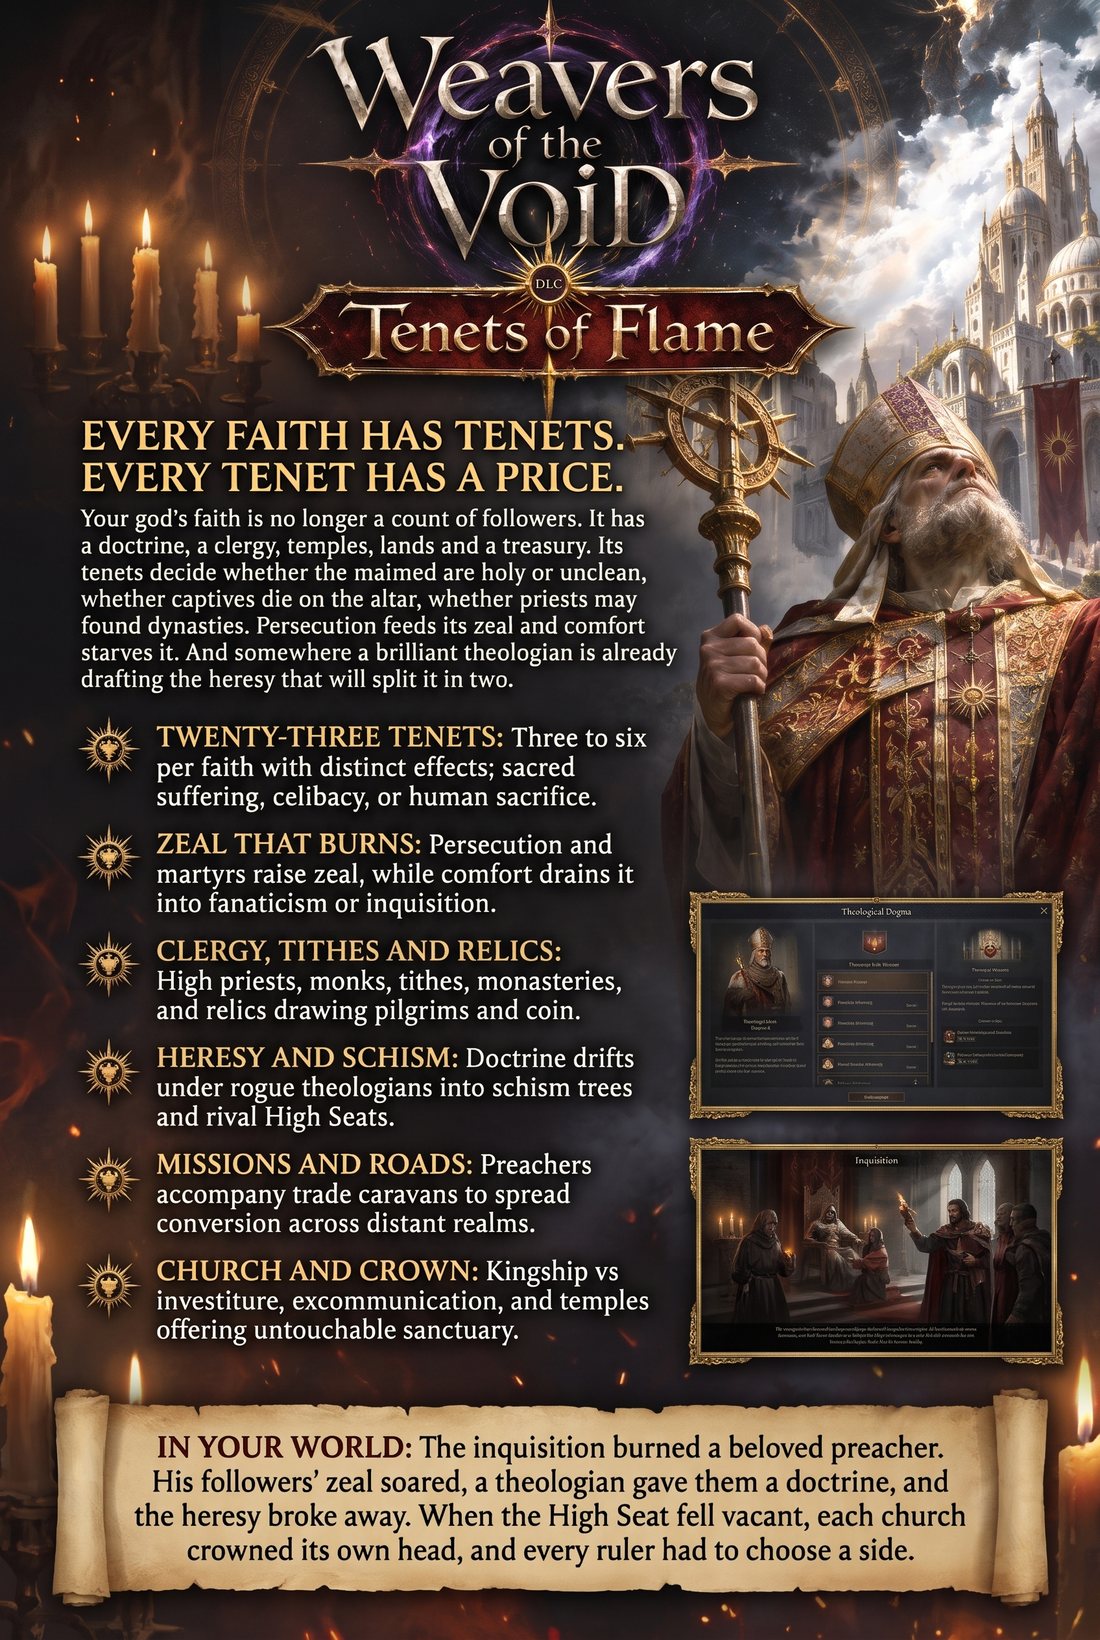 Weavers
of the
VoiD
DLC
Tenets of Flame
EVERY FAITH HAS TENETS.
EVERY TENET HAS A PRICE.
Your god's faith is no longer a count of followers. It has
a doctrine, a clergy, temples, lands and a treasury. Its
tenets decide whether the maimed are holy or unclean,
whether captives die on the altar, whether priests may
found dynasties. Persecution feeds its zeal and comfort
starves it. And somewhere a brilliant theologian is already
drafting the heresy that will split it in two.
TWENTY-THREE TENETS: Three to six
per faith with distinct effects; sacred
suffering, celibacy, or human sacrifice.
ZEAL THAT BURNS: Persecution and
martyrs raise zeal, while comfort drains it
into fanaticism or inquisition.
CLERGY, TITHES AND RELICS:
High priests, monks, tithes, monasteries,
and relics drawing pilgrims and coin.
HERESY AND SCHISM: Doctrine drifts
under rogue theologians into schism trees
and rival High Seats.
MISSIONS AND ROADS: Preachers
accompany trade caravans to spread
conversion across distant realms.
CHURCH AND CROWN: Kingship vs
investiture, excommunication, and temples
offering untouchable sanctuary.
Theological Dogma
Inquisition
IN YOUR WORLD: The inquisition burned a beloved preacher.
His followers' zeal soared, a theologian gave them a doctrine, and
the heresy broke away. When the High Seat fell vacant, each church
crowned its own head, and every ruler had to choose a side.